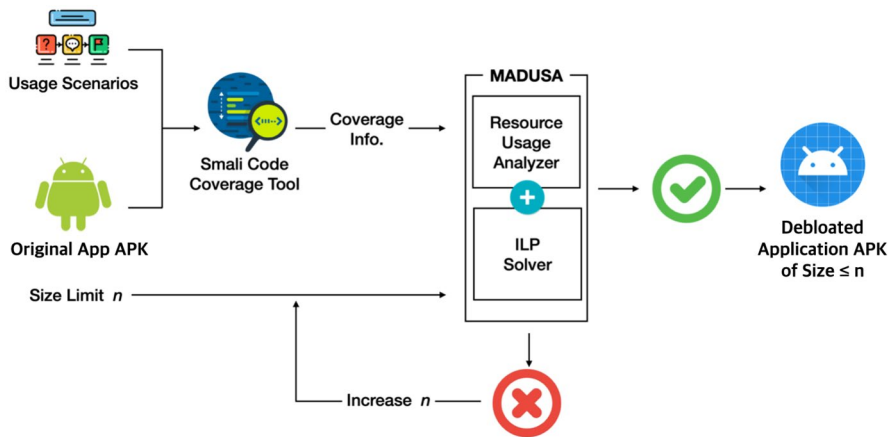 Usage Scenarios
Smali Code
Coverage Tool
Original App APK
Coverage
Info.
MADUSA
Resource
Usage
Analyzer
+
ILP
Solver
Debloated
Application APK
of Size ≤ n
Size Limit n
Increase n